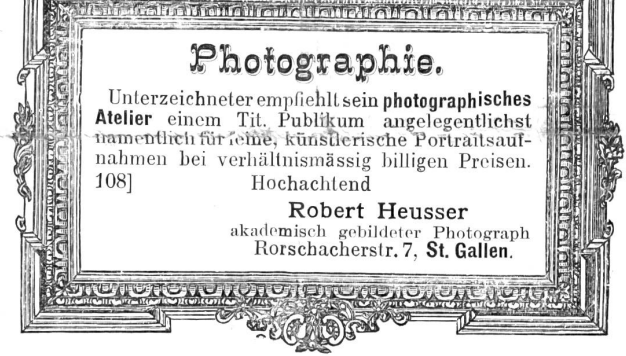 Photographie.
Unterzeichneter empfiehlt sein photographisches
Atelier einem Tit. Publikum angelegentlichst
namentlich für feine, künstlerische Portraitsauf-
nahmen bei verhältnismässig billigen Preisen.
108] Hochachtend
Robert Heusser
akademisch gebildeter Photograph
Rorschacherstr. 7, St. Gallen.